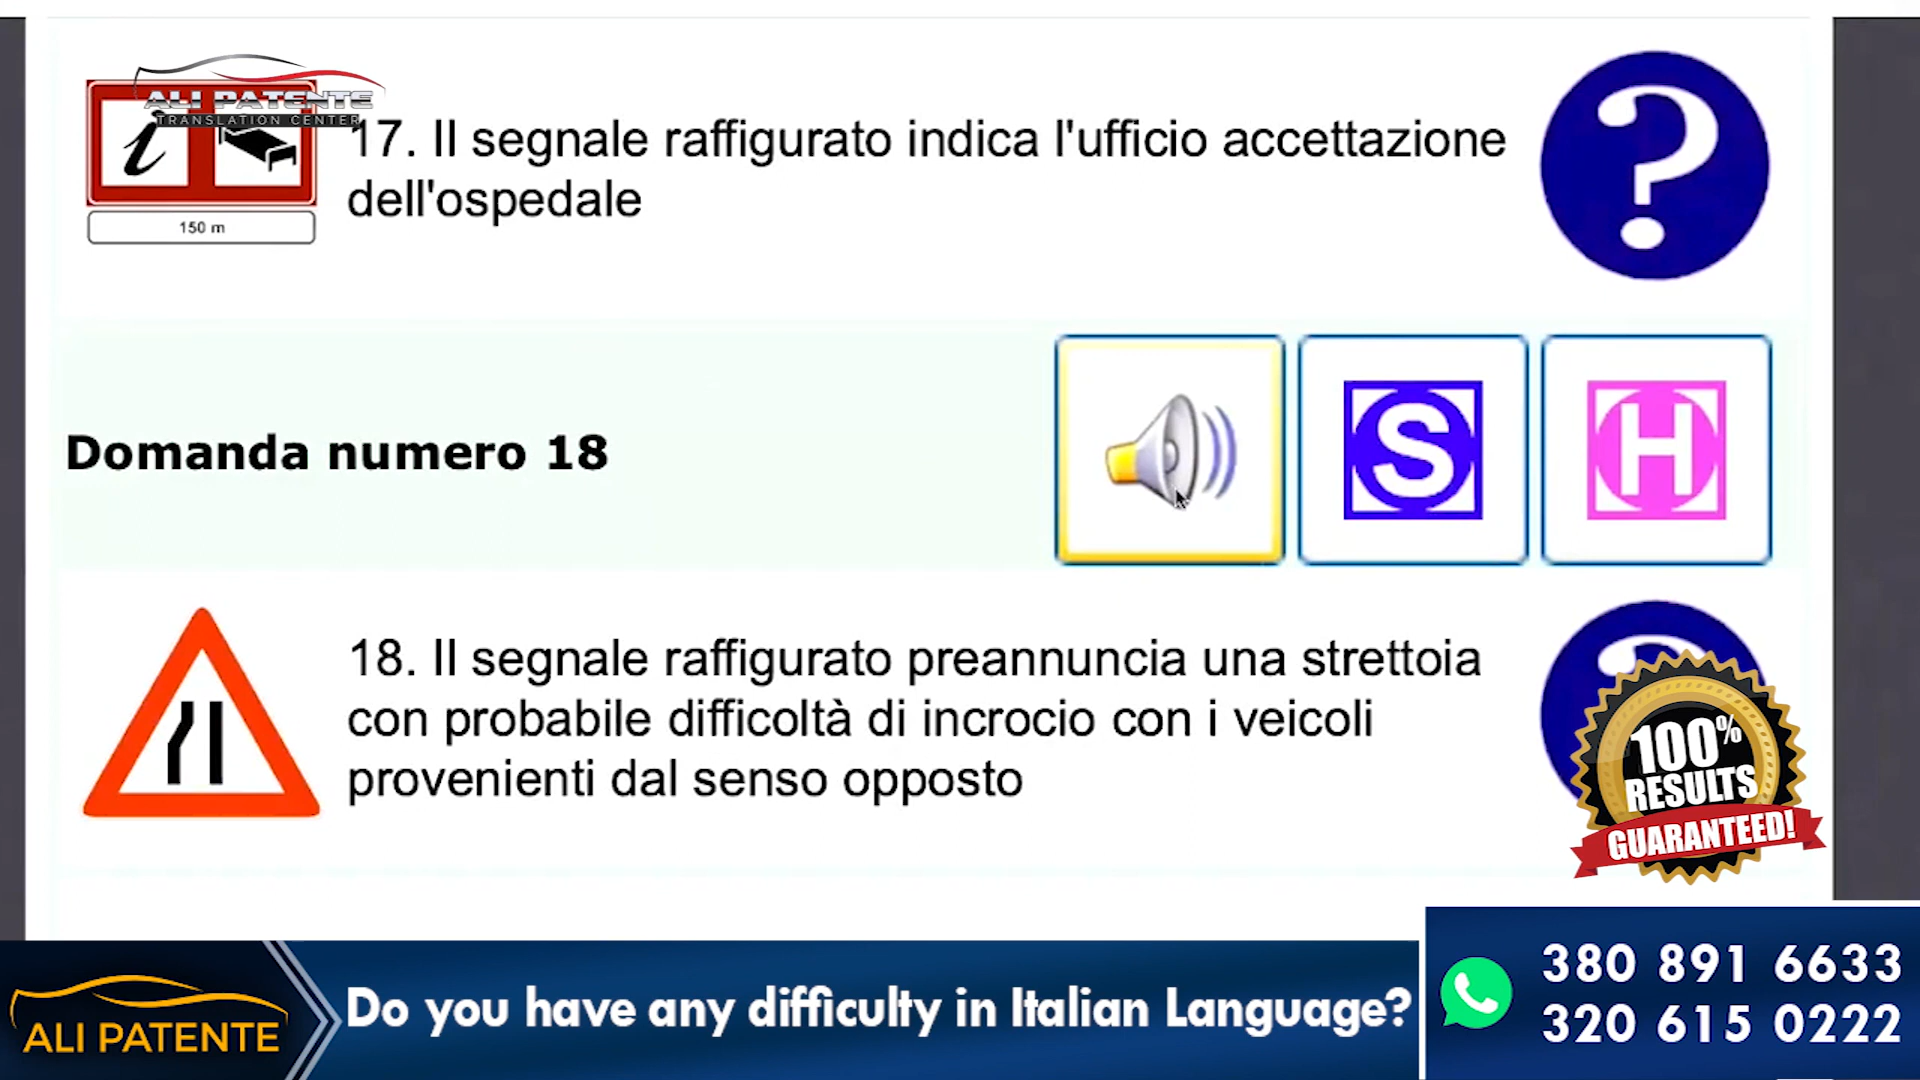 ALI PATENTE
TRANSLATION CENTER
i
150 m
17. Il segnale raffigurato indica l'ufficio accettazione
dell'ospedale
?
Domanda numero 18
S
H
18. Il segnale raffigurato preannuncia una strettoia
con probabile difficoltà di incrocio con i veicoli
provenienti dal senso opposto
100%
RESULTS
GUARANTEED!
ALI PATENTE
Do you have any difficulty in Italian Language?
380 891 6633
320 615 0222